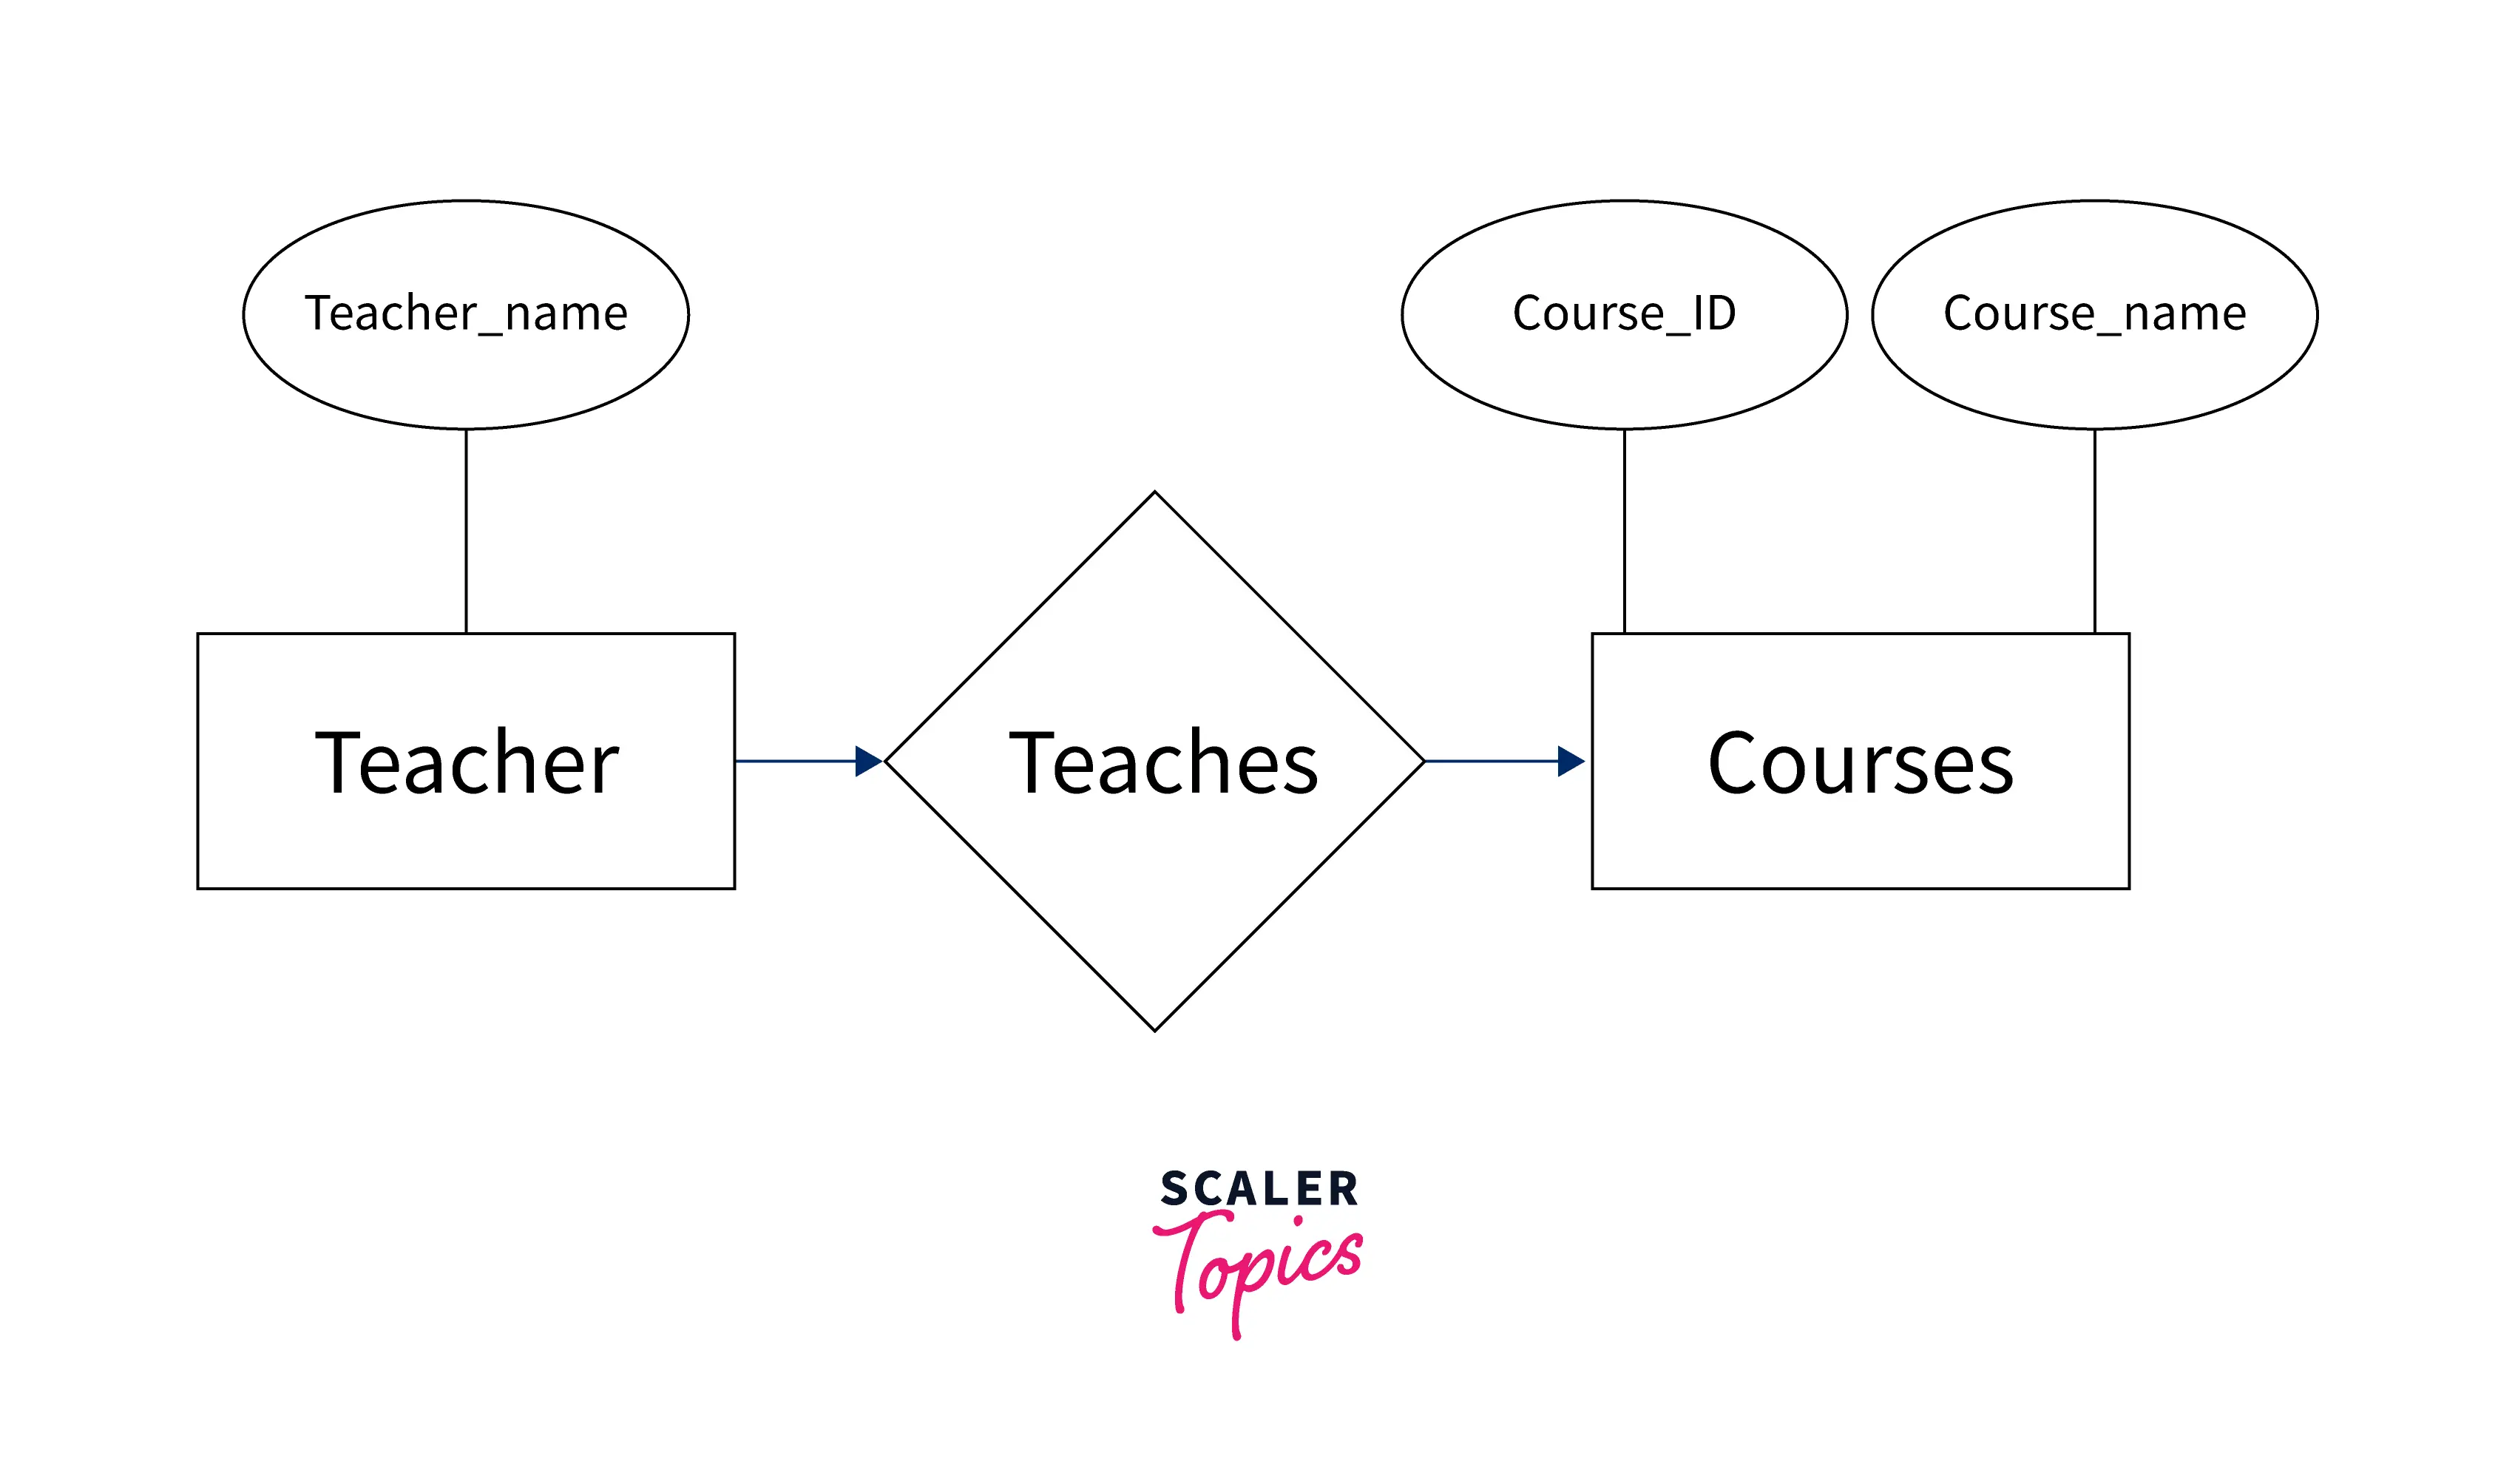 Teacher_name
Course_ID
Course_name
Teacher
Teaches
Courses
SCALER
Topics